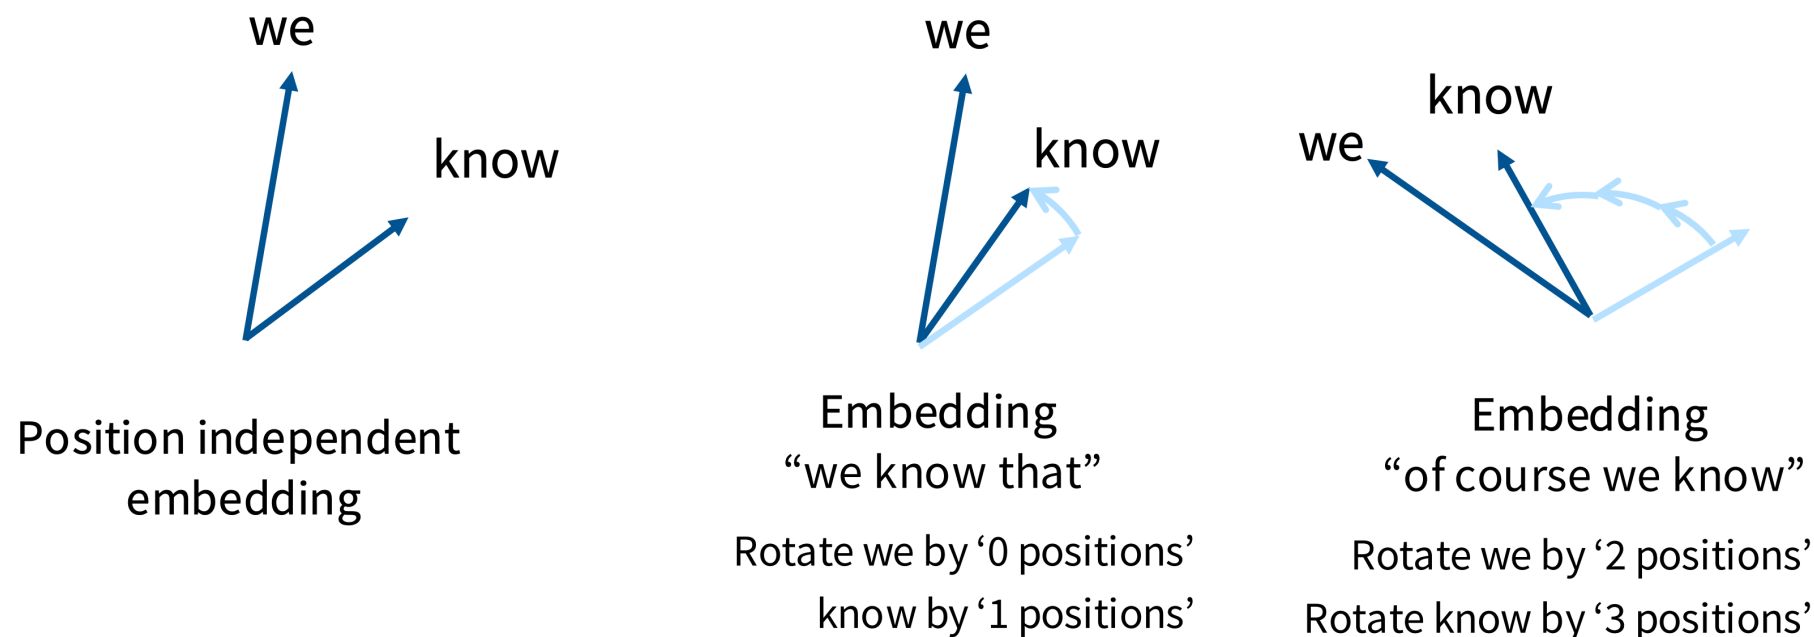 we
know
Position independent
embedding
we
know
Embedding
“we know that”
Rotate we by ‘0 positions’
know by ‘1 positions’
know
we
Embedding
“of course we know”
Rotate we by ‘2 positions’
Rotate know by ‘3 positions’